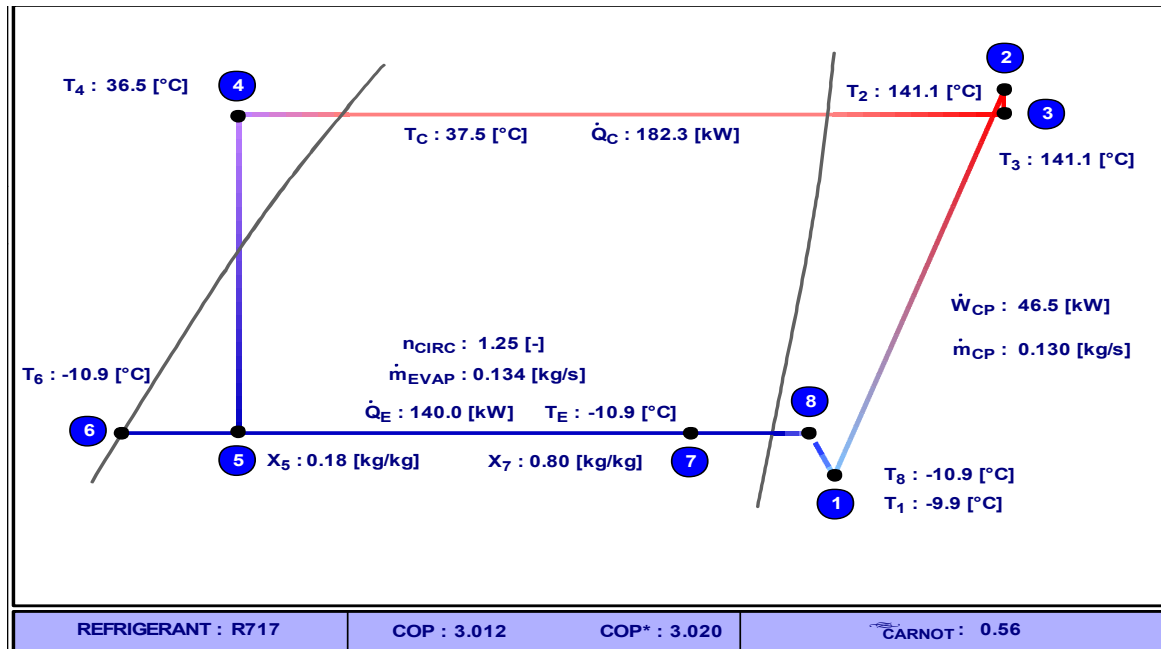 2
4
T4 : 36.5 [°C]
T2 : 141.1 [°C]
3
TC : 37.5 [°C]
Q̇C : 182.3 [kW]
T3 : 141.1 [°C]
ẆCP : 46.5 [kW]
nCIRC : 1.25 [-]
ṁCP : 0.130 [kg/s]
T6 : -10.9 [°C]
ṁEVAP : 0.134 [kg/s]
Q̇E : 140.0 [kW]
TE : -10.9 [°C]
8
6
5
X5 : 0.18 [kg/kg]
X7 : 0.80 [kg/kg]
7
T8 : -10.9 [°C]
1
T1 : -9.9 [°C]
REFRIGERANT : R717
COP : 3.012
COP* : 3.020
CARNOT : 0.56